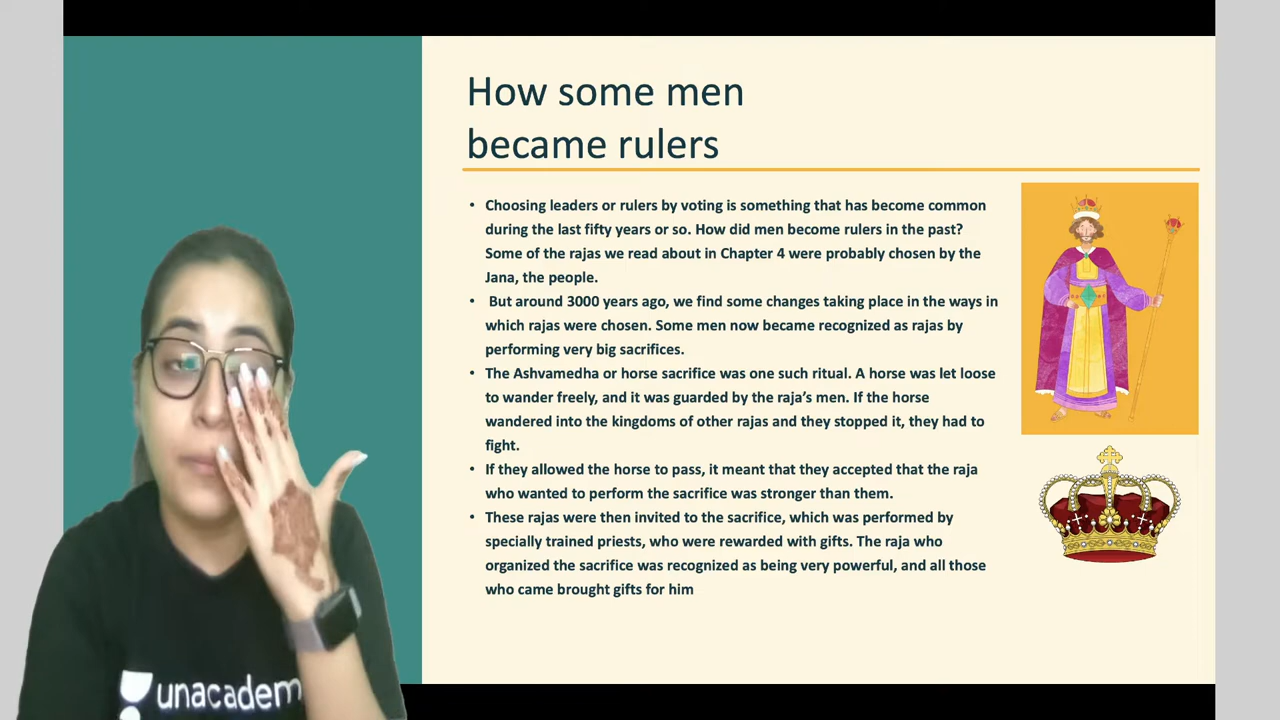 How some men
became rulers
• Choosing leaders or rulers by voting is something that has become common
during the last fifty years or so. How did men become rulers in the past?
Some of the rajas we read about in Chapter 4 were probably chosen by the
Jana, the people.
• But around 3000 years ago, we find some changes taking place in the ways in
which rajas were chosen. Some men now became recognized as rajas by
performing very big sacrifices.
• The Ashvamedha or horse sacrifice was one such ritual. A horse was let loose
to wander freely, and it was guarded by the raja’s men. If the horse
wandered into the kingdoms of other rajas and they stopped it, they had to
fight.
• If they allowed the horse to pass, it meant that they accepted that the raja
who wanted to perform the sacrifice was stronger than them.
• These rajas were then invited to the sacrifice, which was performed by
specially trained priests, who were rewarded with gifts. The raja who
organized the sacrifice was recognized as being very powerful, and all those
who came brought gifts for him
unacadem